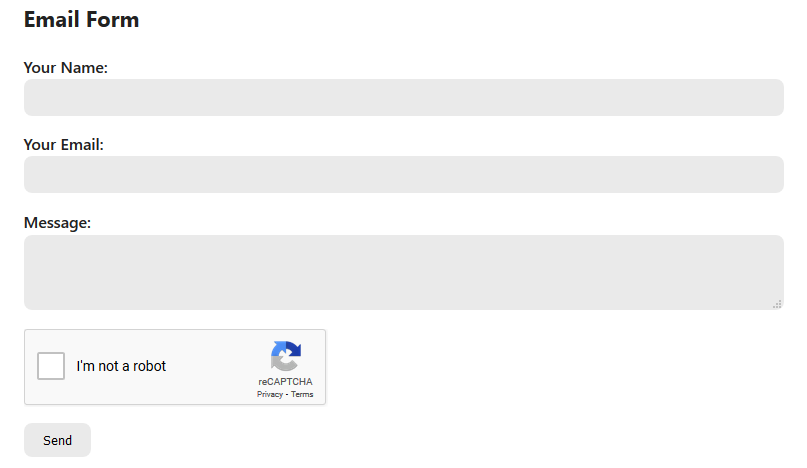 Email Form
Your Name:
Your Email:
Message:
I'm not a robot
reCAPTCHA
Privacy - Terms
Send